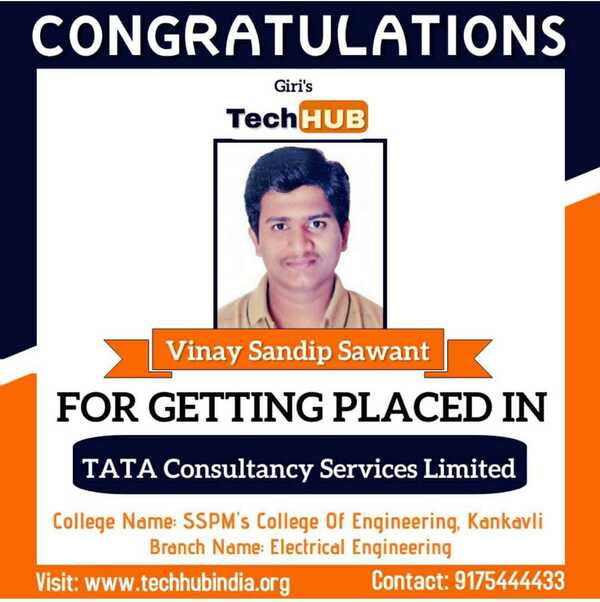 CONGRATULATIONS
Giri's
TechHUB
Vinay Sandip Sawant
FOR GETTING PLACED IN
TATA Consultancy Services Limited
College Name: SSPM's College Of Engineering, Kankavli
Branch Name: Electrical Engineering
Visit: www.techhubindia.org Contact: 9175444433